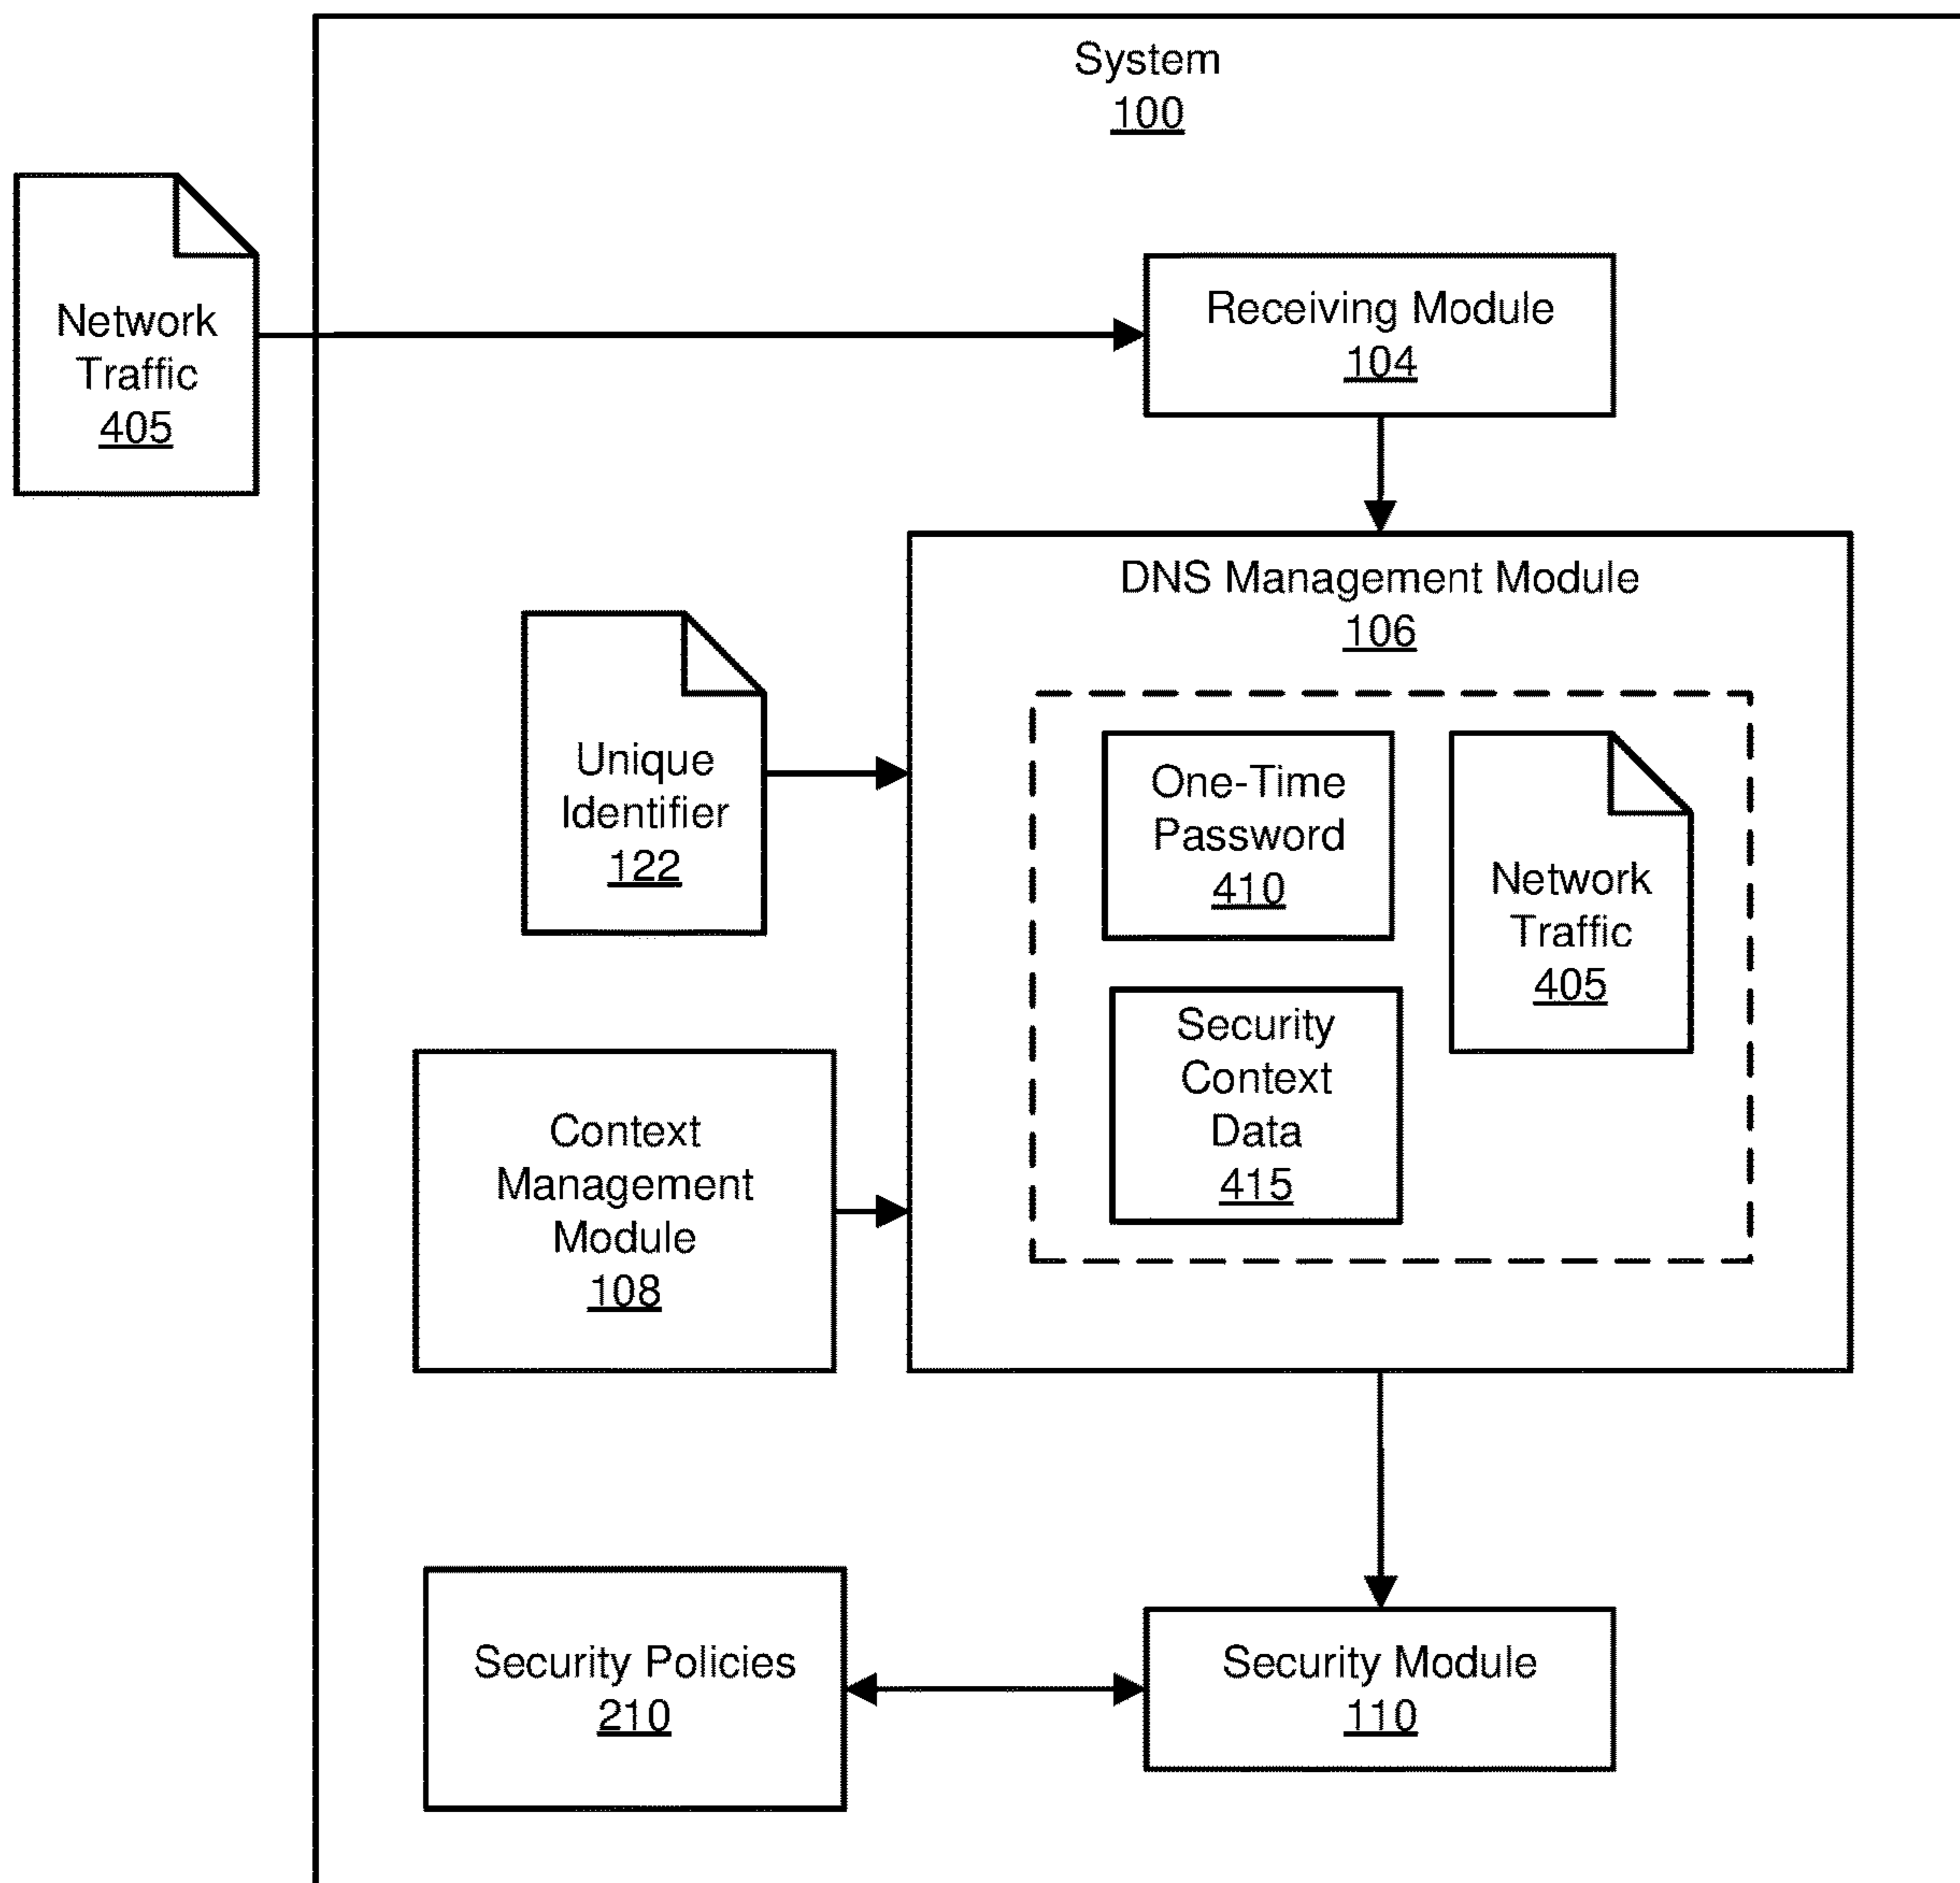 System
100
Network
Traffic
405
Receiving Module
104
DNS Management Module
106
Unique
Identifier
122
One-Time
Password
410
Network
Traffic
405
Security
Context
Data
415
Context
Management
Module
108
Security Policies
210
Security Module
110